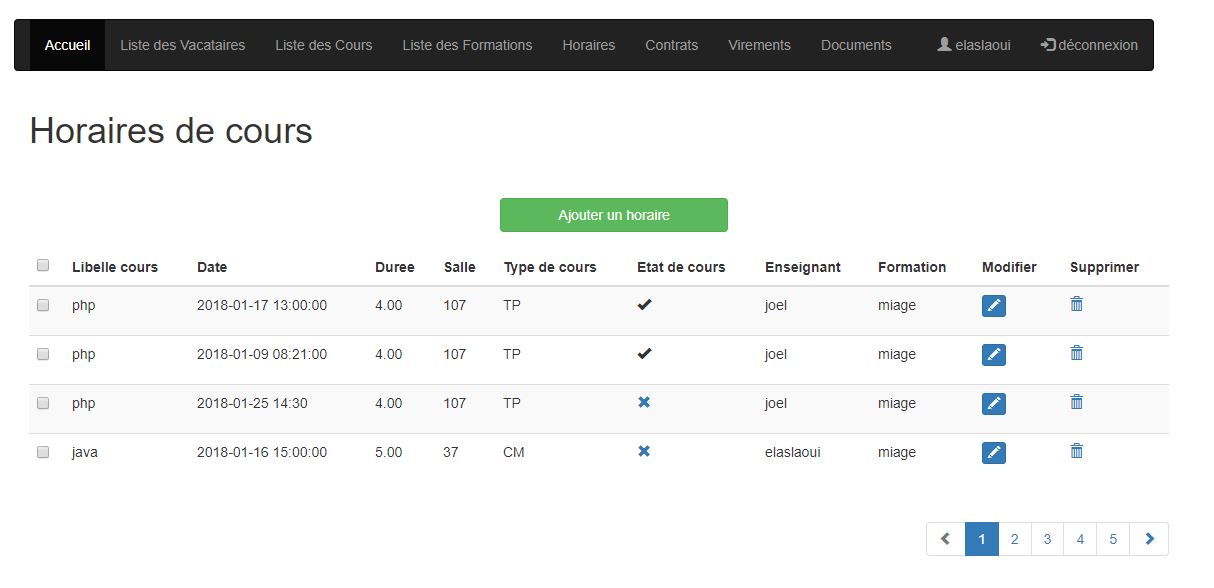 Accueil Liste des Vacataires Liste des Cours Liste des Formations Horaires Contrats Virements Documents elaslaoui déconnexion
Horaires de cours
Ajouter un horaire
Libelle cours Date Duree Salle Type de cours Etat de cours Enseignant Formation Modifier Supprimer
php 2018-01-17 13:00:00 4.00 107 TP joel miage
php 2018-01-09 08:21:00 4.00 107 TP joel miage
php 2018-01-25 14:30 4.00 107 TP joel miage
java 2018-01-16 15:00:00 5.00 37 CM elaslaoui miage
1 2 3 4 5